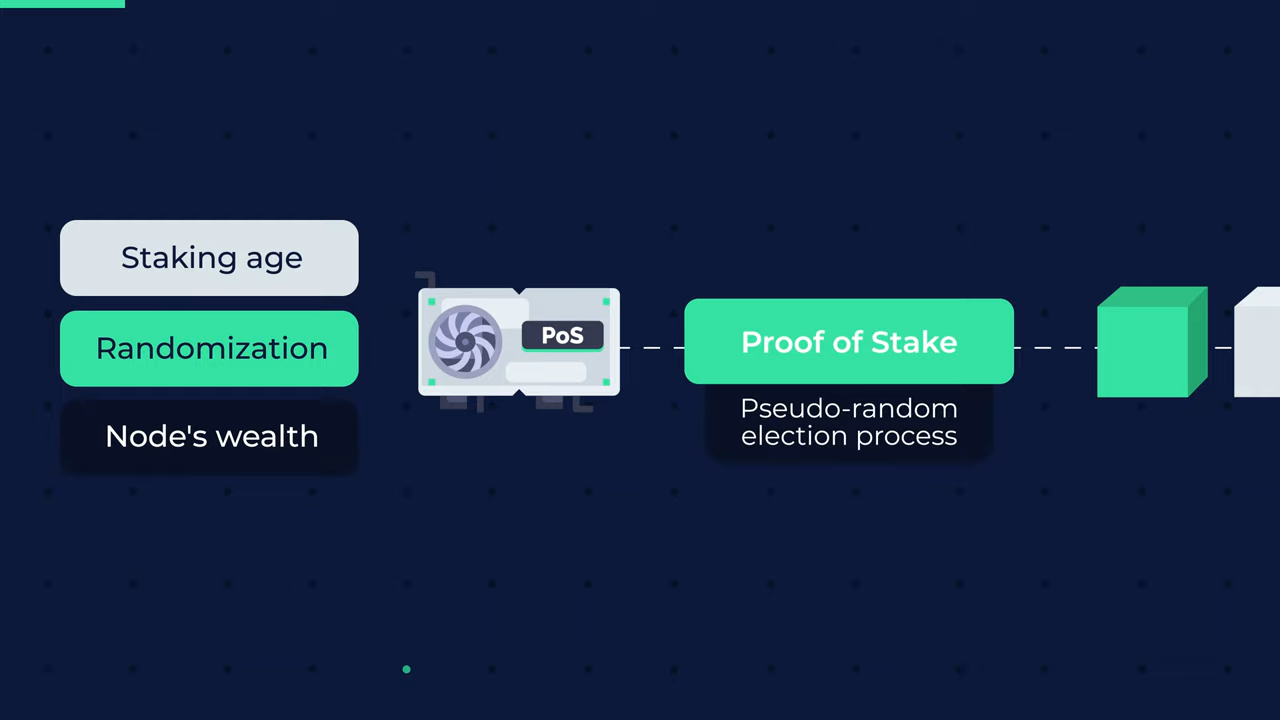 Staking age
Randomization
Node's wealth
PoS
Proof of Stake
Pseudo-random
election process